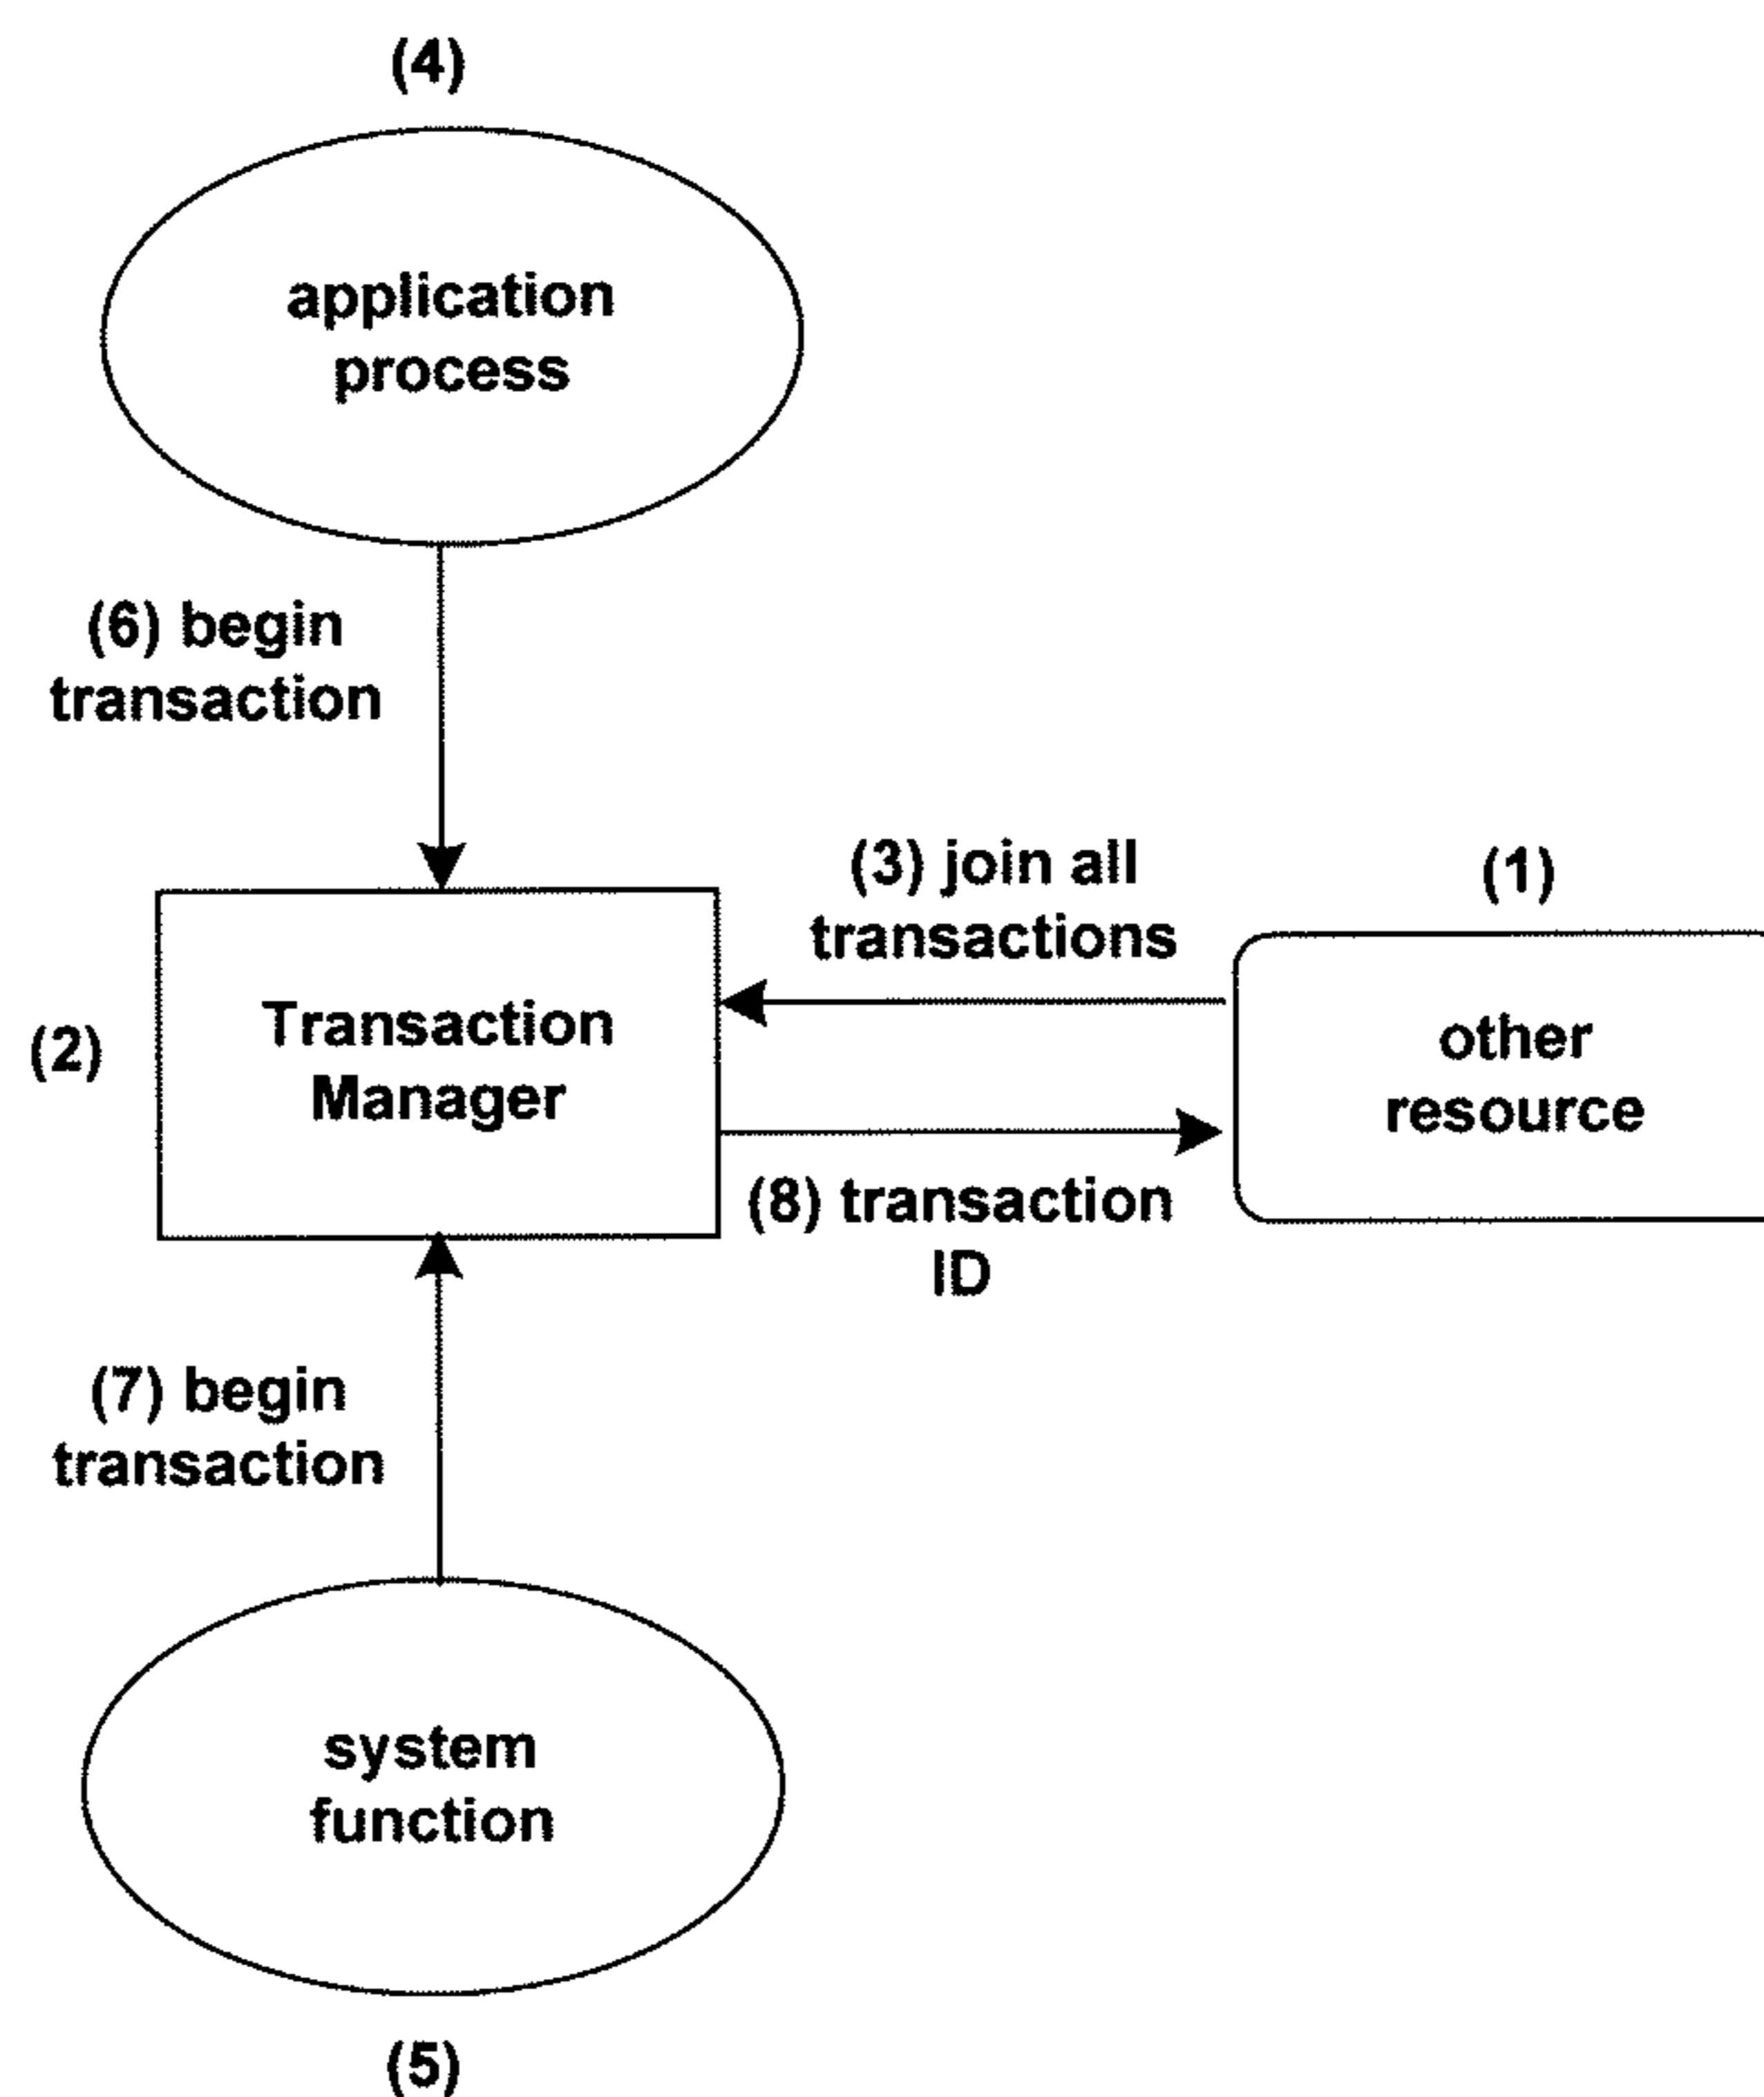 (4)
application
process
(6) begin
transaction
(3) join all
transactions
(1)
(2)
Transaction
Manager
other
resource
(8) transaction
ID
(7) begin
transaction
system
function
(5)